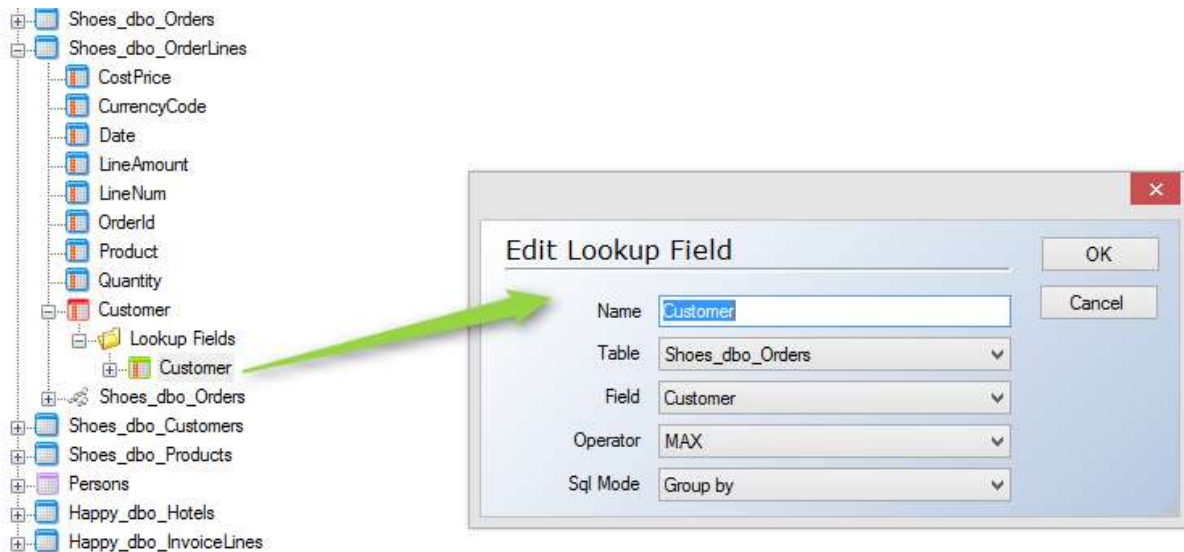 Shoes_dbo_Orders
Shoes_dbo_OrderLines
CostPrice
CurrencyCode
Date
LineAmount
LineNum
OrderId
Product
Quantity
Customer
Lookup Fields
Customer
Shoes_dbo_Orders
Shoes_dbo_Customers
Shoes_dbo_Products
Persons
Happy_dbo_Hotels
Happy_dbo_InvoiceLines
Edit Lookup Field
Name Customer
Table Shoes_dbo_Orders
Field Customer
Operator MAX
Sql Mode Group by
OK
Cancel